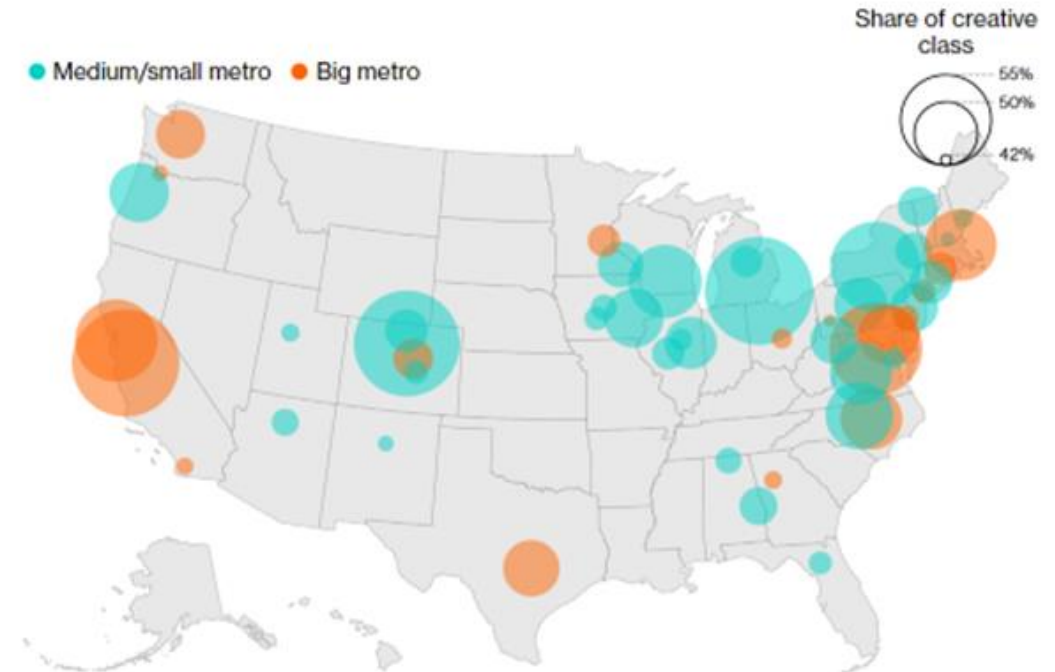 Share of creative
class
Medium/small metro
Big metro
55%
50%
42%